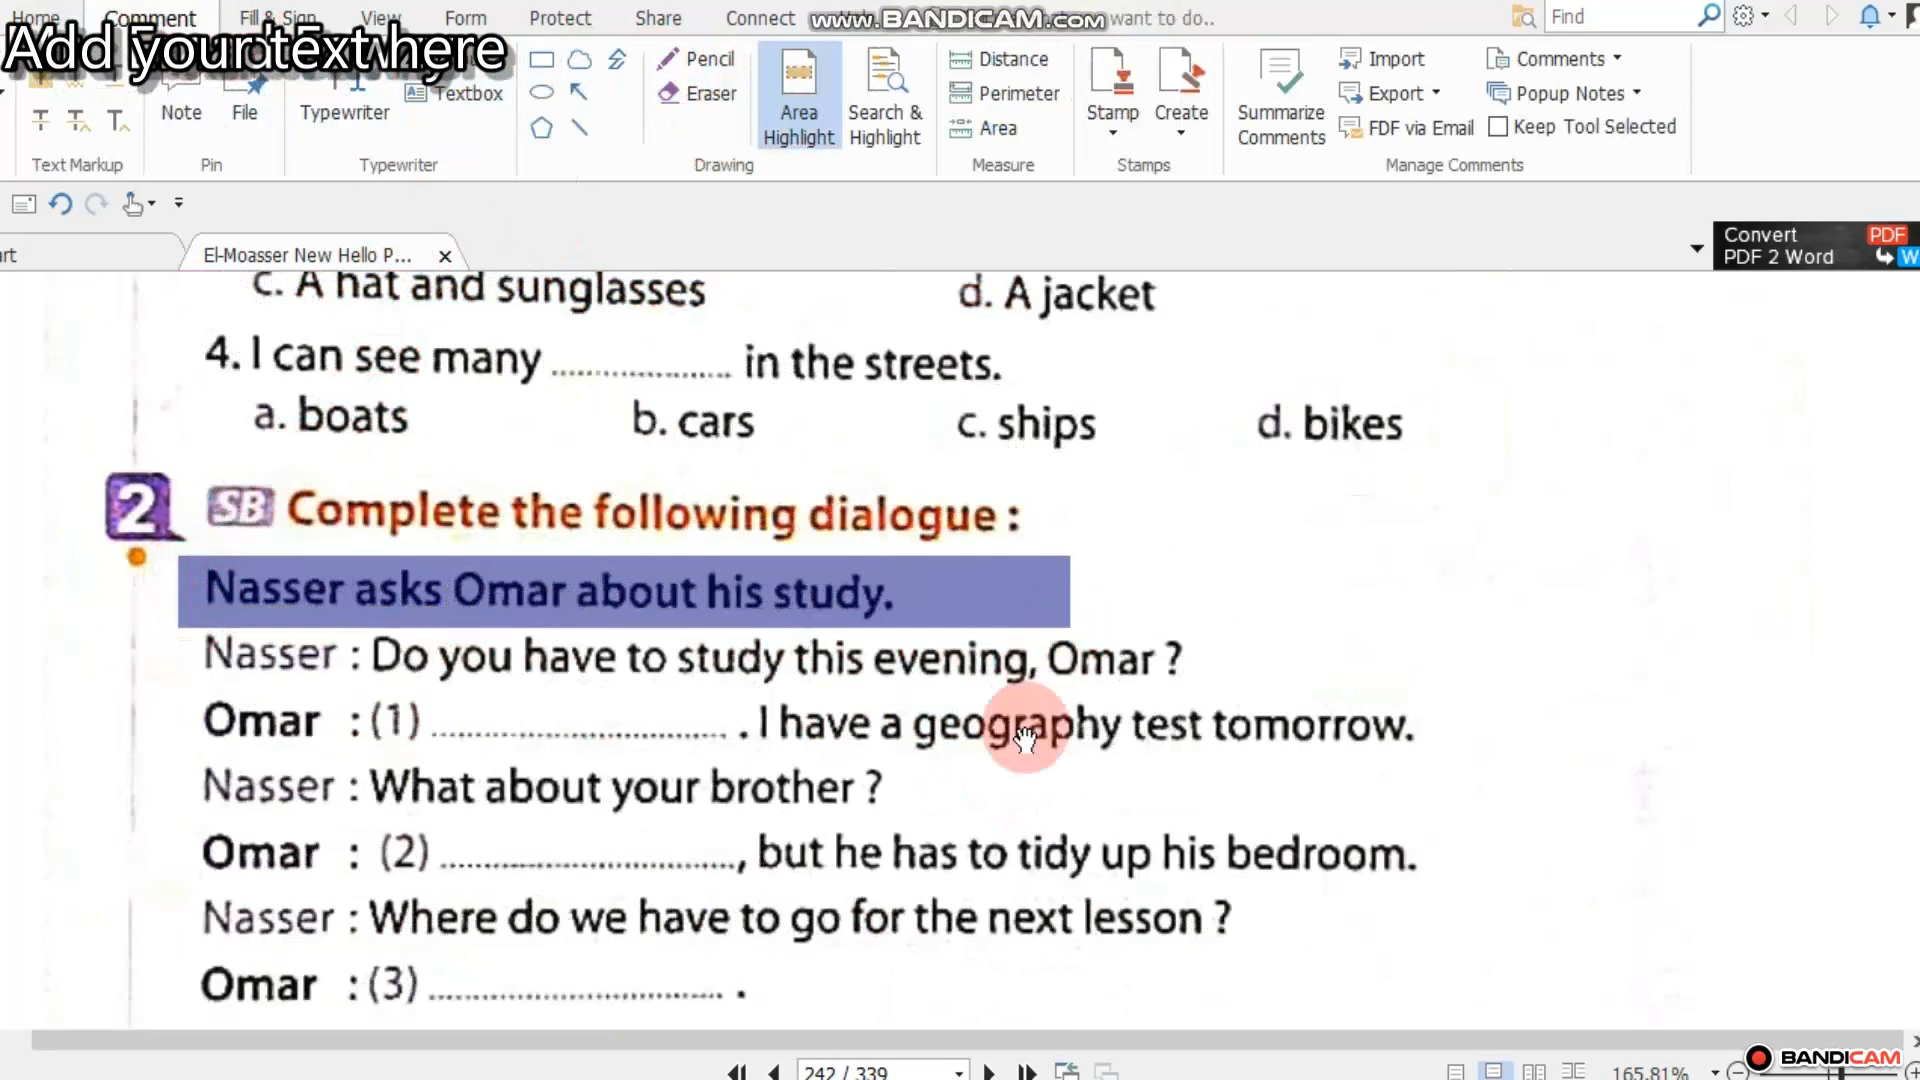 Home Comment Fill & Sign View Form Protect Share Connect www.BANDICAM.com want to do.. Find
Add your text here
Note File Typewriter Textbox Pencil Eraser Area Highlight Search & Highlight Distance Perimeter Area Stamp Create Summarize Comments Import Export FDF via Email Comments Popup Notes Keep Tool Selected
Text Markup Pin Typewriter Drawing Measure Stamps Manage Comments
rt El-Moasser New Hello P... Convert PDF 2 Word PDF W
c. A hat and sunglasses d. A jacket
4. I can see many .................. in the streets.
a. boats b. cars c. ships d. bikes
2 SB Complete the following dialogue :
Nasser asks Omar about his study.
Nasser : Do you have to study this evening, Omar ?
Omar : (1) ............................. . I have a geography test tomorrow.
Nasser : What about your brother ?
Omar : (2) ............................., but he has to tidy up his bedroom.
Nasser : Where do we have to go for the next lesson ?
Omar : (3) ............................. .
242 / 339 165.81% BANDICAM